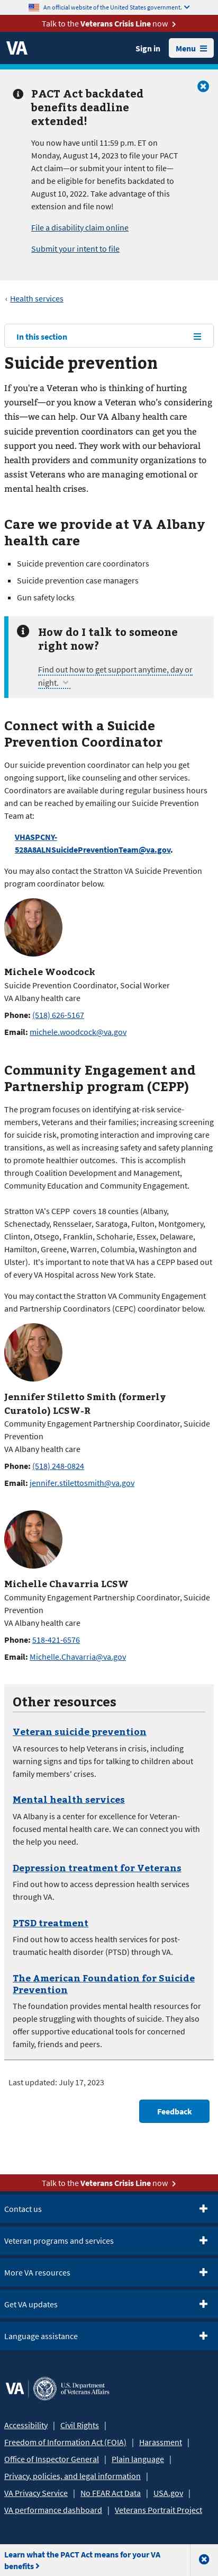 An official website of the United States government.
Talk to the Veterans Crisis Line now
VA
Sign in
Menu
PACT Act backdated
benefits deadline
extended!
You now have until 11:59 p.m. ET on
Monday, August 14, 2023 to file your PACT
Act claim—or submit your intent to file—
and be eligible for benefits backdated to
August 10, 2022. Take advantage of this
extension and file now!
File a disability claim online
Submit your intent to file
‹ Health services
In this section
Suicide prevention
If you're a Veteran who is thinking of hurting
yourself—or you know a Veteran who's considering
this—we can help. Our VA Albany health care
suicide prevention coordinators can get you the
support you need. They work with our behavioral
providers and community organizations to assist
Veterans who are managing an emotional or
mental health crises.
Care we provide at VA Albany
health care
Suicide prevention care coordinators
Suicide prevention case managers
Gun safety locks
How do I talk to someone
right now?
Find out how to get support anytime, day or
night.
Connect with a Suicide
Prevention Coordinator
Our suicide prevention coordinator can help you get
ongoing support, like counseling and other services.
Coordinators are available during regular business hours
and can be reached by emailing our Suicide Prevention
Team at:
VHASPCNY-
528A8ALNSuicidePreventionTeam@va.gov.
You may also contact the Stratton VA Suicide Prevention
program coordinator below.
Michele Woodcock
Suicide Prevention Coordinator, Social Worker
VA Albany health care
Phone: (518) 626-5167
Email: michele.woodcock@va.gov
Community Engagement and
Partnership program (CEPP)
The program focuses on identifying at-risk service-
members, Veterans and their families; increasing screening
for suicide risk, promoting interaction and improving social
support, as well as increasing safety and safety planning
to promote healthy outcomes. This is achieved through
through Coalition Development and Management,
Community Education and Community Engagement.
Stratton VA's CEPP covers 18 counties (Albany,
Schenectady, Rensselaer, Saratoga, Fulton, Montgomery,
Clinton, Otsego, Franklin, Schoharie, Essex, Delaware,
Hamilton, Greene, Warren, Columbia, Washington and
Ulster). It's important to note that VA has a CEPP based out
of every VA Hospital across New York State.
You may contact the Stratton VA Community Engagement
and Partnership Coordinators (CEPC) coordinator below.
Jennifer Stiletto Smith (formerly
Curatolo) LCSW-R
Community Engagement Partnership Coordinator, Suicide
Prevention
VA Albany health care
Phone: (518) 248-0824
Email: jennifer.stilettosmith@va.gov
Michelle Chavarria LCSW
Community Engagement Partnership Coordinator, Suicide
Prevention
VA Albany health care
Phone: 518-421-6576
Email: Michelle.Chavarria@va.gov
Other resources
Veteran suicide prevention
VA resources to help Veterans in crisis, including
warning signs and tips for talking to children about
family members' crises.
Mental health services
VA Albany is a center for excellence for Veteran-
focused mental health care. We can connect you with
the help you need.
Depression treatment for Veterans
Find out how to access depression health services
through VA.
PTSD treatment
Find out how to access health services for post-
traumatic health disorder (PTSD) through VA.
The American Foundation for Suicide
Prevention
The foundation provides mental health resources for
people struggling with thoughts of suicide. They also
offer supportive educational tools for concerned
family, friends and peers.
Last updated: July 17, 2023
Feedback
Talk to the Veterans Crisis Line now
Contact us
Veteran programs and services
More VA resources
Get VA updates
Language assistance
VA
U.S. Department
of Veterans Affairs
Accessibility | Civil Rights |
Freedom of Information Act (FOIA) | Harassment |
Office of Inspector General | Plain language |
Privacy, policies, and legal information |
VA Privacy Service | No FEAR Act Data | USA.gov |
VA performance dashboard | Veterans Portrait Project
Learn what the PACT Act means for your VA
benefits